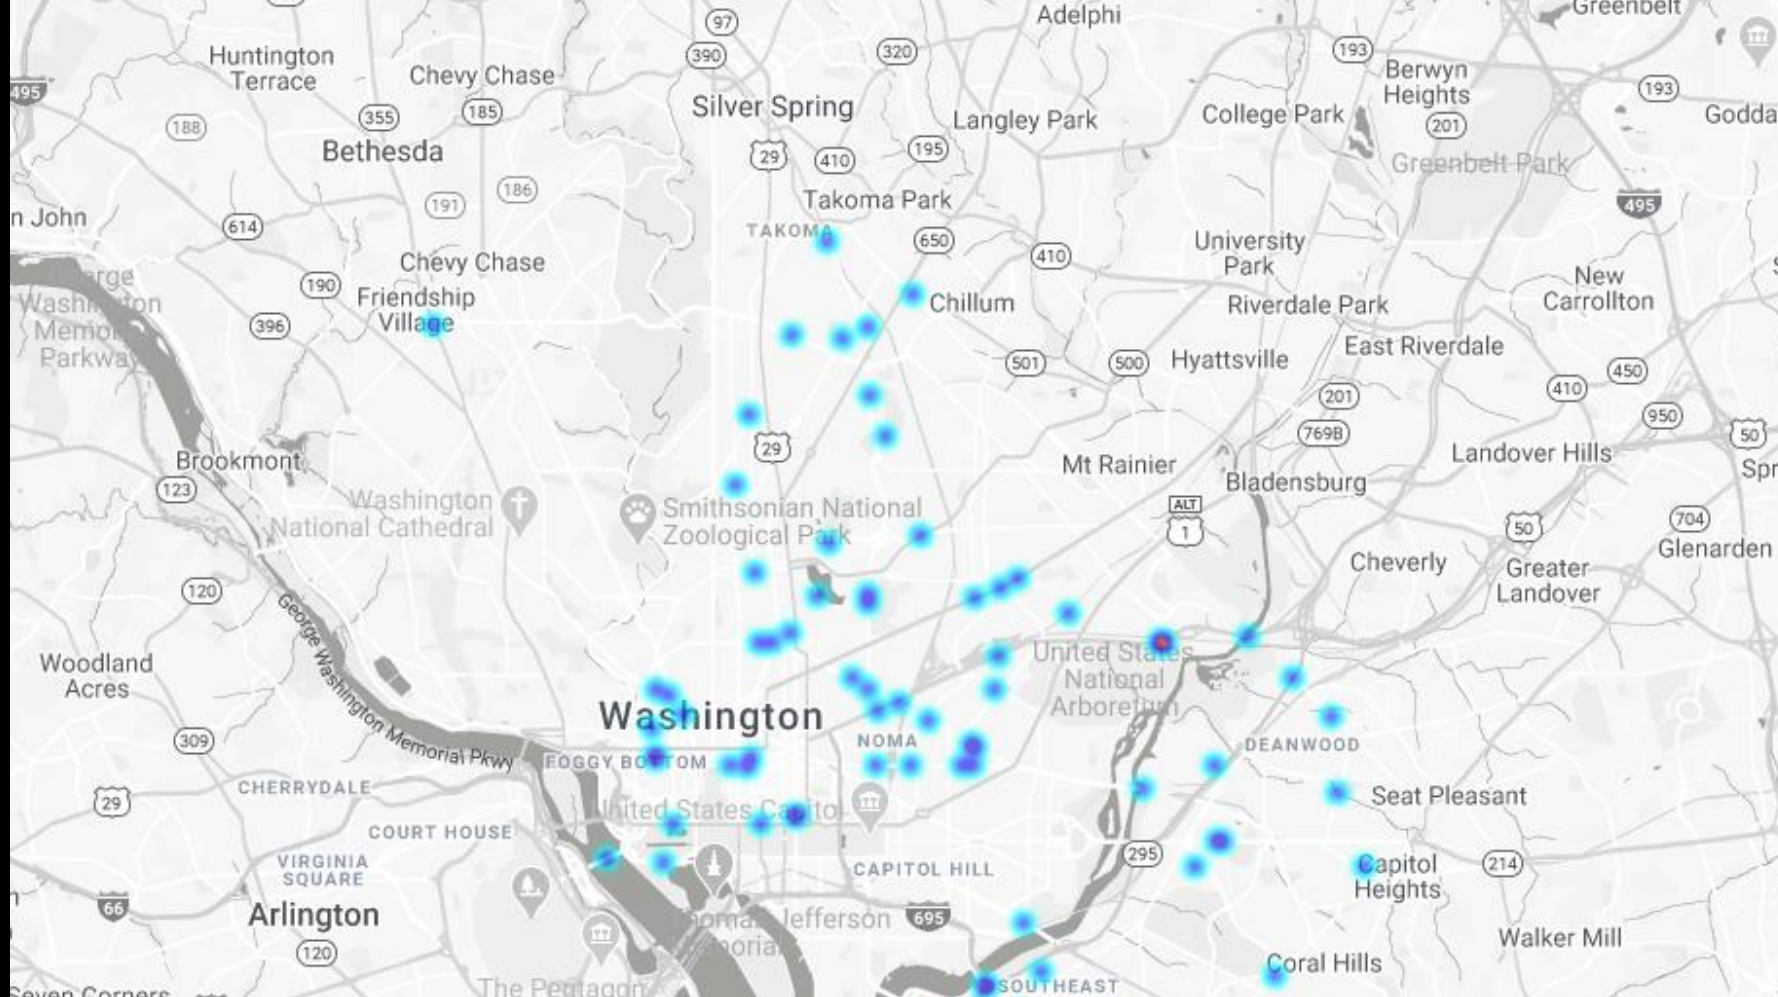 Adelphi
Greenbelt
97
390
320
193
Huntington
Terrace
Chevy Chase
Berwyn
Heights
495
355
185
193
188
Silver Spring
Langley Park
College Park
Godda
201
Bethesda
29
410
195
Greenbelt Park
186
191
Takoma Park
495
n John
614
TAKOMA
650
410
University
Park
Chevy Chase
New
Carrollton
190
Washington
Parkway
Friendship
Village
Chillum
Riverdale Park
396
East Riverdale
501
500
Hyattsville
450
410
201
950
769B
50
29
Brookmont
Mt Rainier
Landover Hills
Spr
123
Bladensburg
Washington
National Cathedral
Smithsonian National
Zoological Park
ALT
1
50
704
Glenarden
Cheverly
Greater
Landover
120
George Washington Memorial Pkwy
Woodland
Acres
United States
National
Arboretum
Washington
309
NOMA
DEANWOOD
FOGGY BOTTOM
CHERRYDALE
29
United States Capitol
Seat Pleasant
COURT HOUSE
295
VIRGINIA
SQUARE
CAPITOL HILL
Capitol
Heights
214
66
Arlington
Jefferson
695
Walker Mill
120
Coral Hills
The Pentagon
SOUTHEAST
Seven Corners